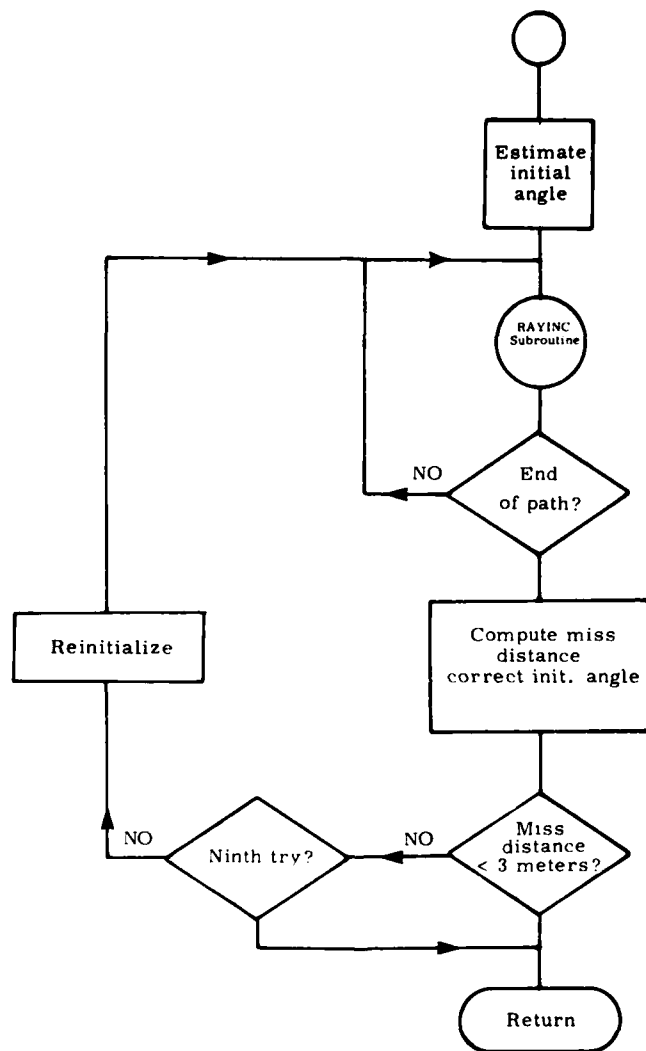 Estimate
initial
angle
RAYINC
Subroutine
NO
End
of path?
Reinitialize
Compute miss
distance
correct init. angle
NO
Ninth try?
NO
Miss
distance
< 3 meters?
Return